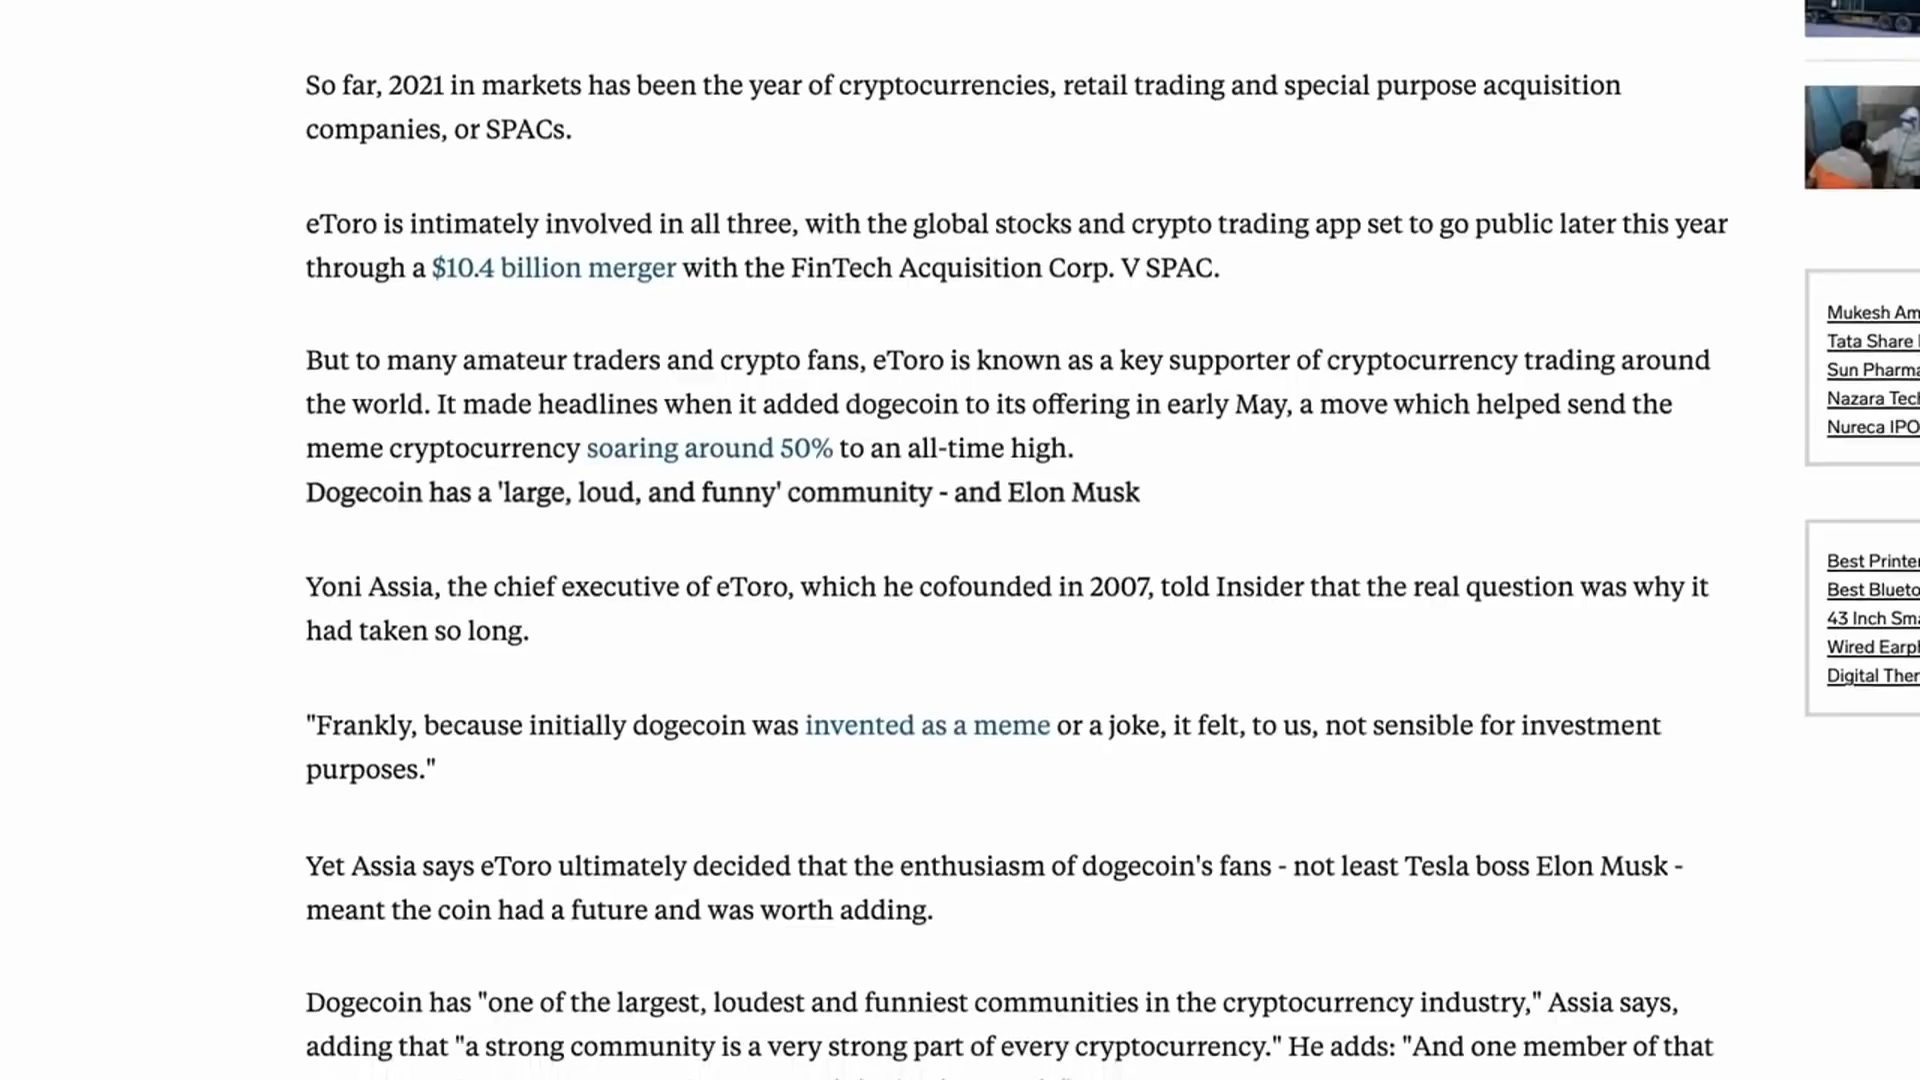 So far, 2021 in markets has been the year of cryptocurrencies, retail trading and special purpose acquisition
companies, or SPACs.
eToro is intimately involved in all three, with the global stocks and crypto trading app set to go public later this year
through a $10.4 billion merger with the FinTech Acquisition Corp. V SPAC.
But to many amateur traders and crypto fans, eToro is known as a key supporter of cryptocurrency trading around
the world. It made headlines when it added dogecoin to its offering in early May, a move which helped send the
meme cryptocurrency soaring around 50% to an all-time high.
Dogecoin has a 'large, loud, and funny' community - and Elon Musk
Yoni Assia, the chief executive of eToro, which he cofounded in 2007, told Insider that the real question was why it
had taken so long.
"Frankly, because initially dogecoin was invented as a meme or a joke, it felt, to us, not sensible for investment
purposes."
Yet Assia says eToro ultimately decided that the enthusiasm of dogecoin's fans - not least Tesla boss Elon Musk -
meant the coin had a future and was worth adding.
Dogecoin has "one of the largest, loudest and funniest communities in the cryptocurrency industry," Assia says,
adding that "a strong community is a very strong part of every cryptocurrency." He adds: "And one member of that
Mukesh Am
Tata Share
Sun Pharma
Nazara Tech
Nureca IPO
Best Printer
Best Blueto
43 Inch Sma
Wired Earph
Digital Ther